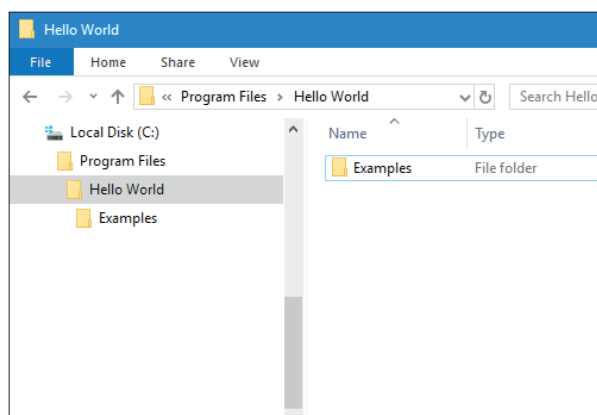 Hello World
File Home Share View
« Program Files › Hello World Search Hello
Local Disk (C:)
Program Files
Hello World
Examples
Name Type
Examples File folder